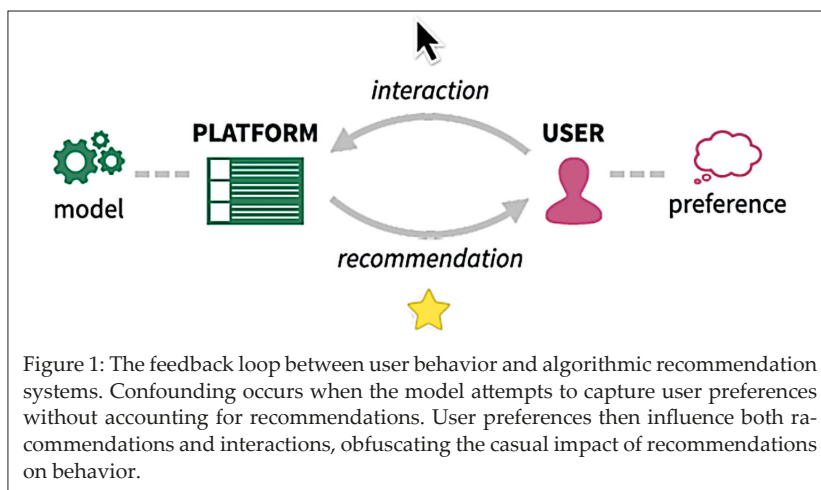 interaction
PLATFORM
USER
model
preference
recommendation
Figure 1: The feedback loop between user behavior and algorithmic recommendation
systems. Confounding occurs when the model attempts to capture user preferences
without accounting for recommendations. User preferences then influence both ra-
commendations and interactions, obfuscating the casual impact of recommendations
on behavior.